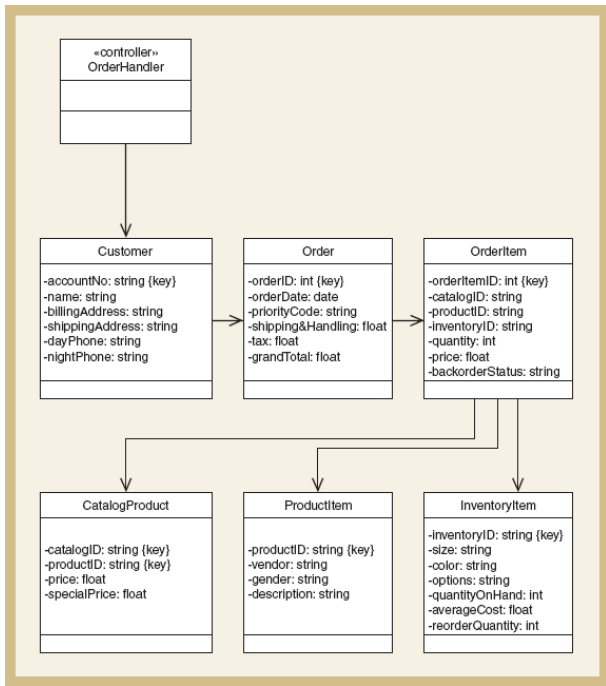 «controller»
OrderHandler
Customer
-accountNo: string {key}
-name: string
-billingAddress: string
-shippingAddress: string
-dayPhone: string
-nightPhone: string
Order
-orderID: int {key}
-orderDate: date
-priorityCode: string
-shipping&Handling: float
-tax: float
-grandTotal: float
OrderItem
-orderItemID: int {key}
-catalogID: string
-productID: string
-inventoryID: string
-quantity: int
-price: float
-backorderStatus: string
CatalogProduct
-catalogID: string {key}
-productID: string {key}
-price: float
-specialPrice: float
ProductItem
-productID: string {key}
-vendor: string
-gender: string
-description: string
InventoryItem
-inventoryID: string {key}
-size: string
-color: string
-options: string
-quantityOnHand: int
-averageCost: float
-reorderQuantity: int